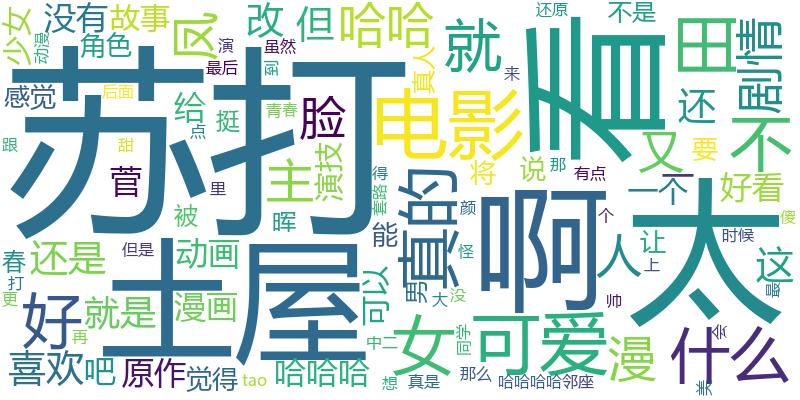 少女
动漫
没有
故事
角色
凤
演
虽然
最后
到
改
但
哈哈
真人
就
来
还原
不是
田
剧情
苏打
看
电影
感觉
给
挺
点
青春
后面
甜
跟
里
脸
菅
主
演技
被
晖
得
套路
颜
怪
真的
将
说
那
有点
还
又
要
一
不
一个
好看
啊
太
个
帅
人
让
上
时候
这
傻
最
春
打
更
还是
但是
动画
土屋
能
可以
男
大
没
好
就是
漫画
再
中二
女
可爱
同学
漫
什么
会
美
喜欢
吧
原作
觉得
tao
哈哈哈
想
真是
那么
哈哈哈哈邻座